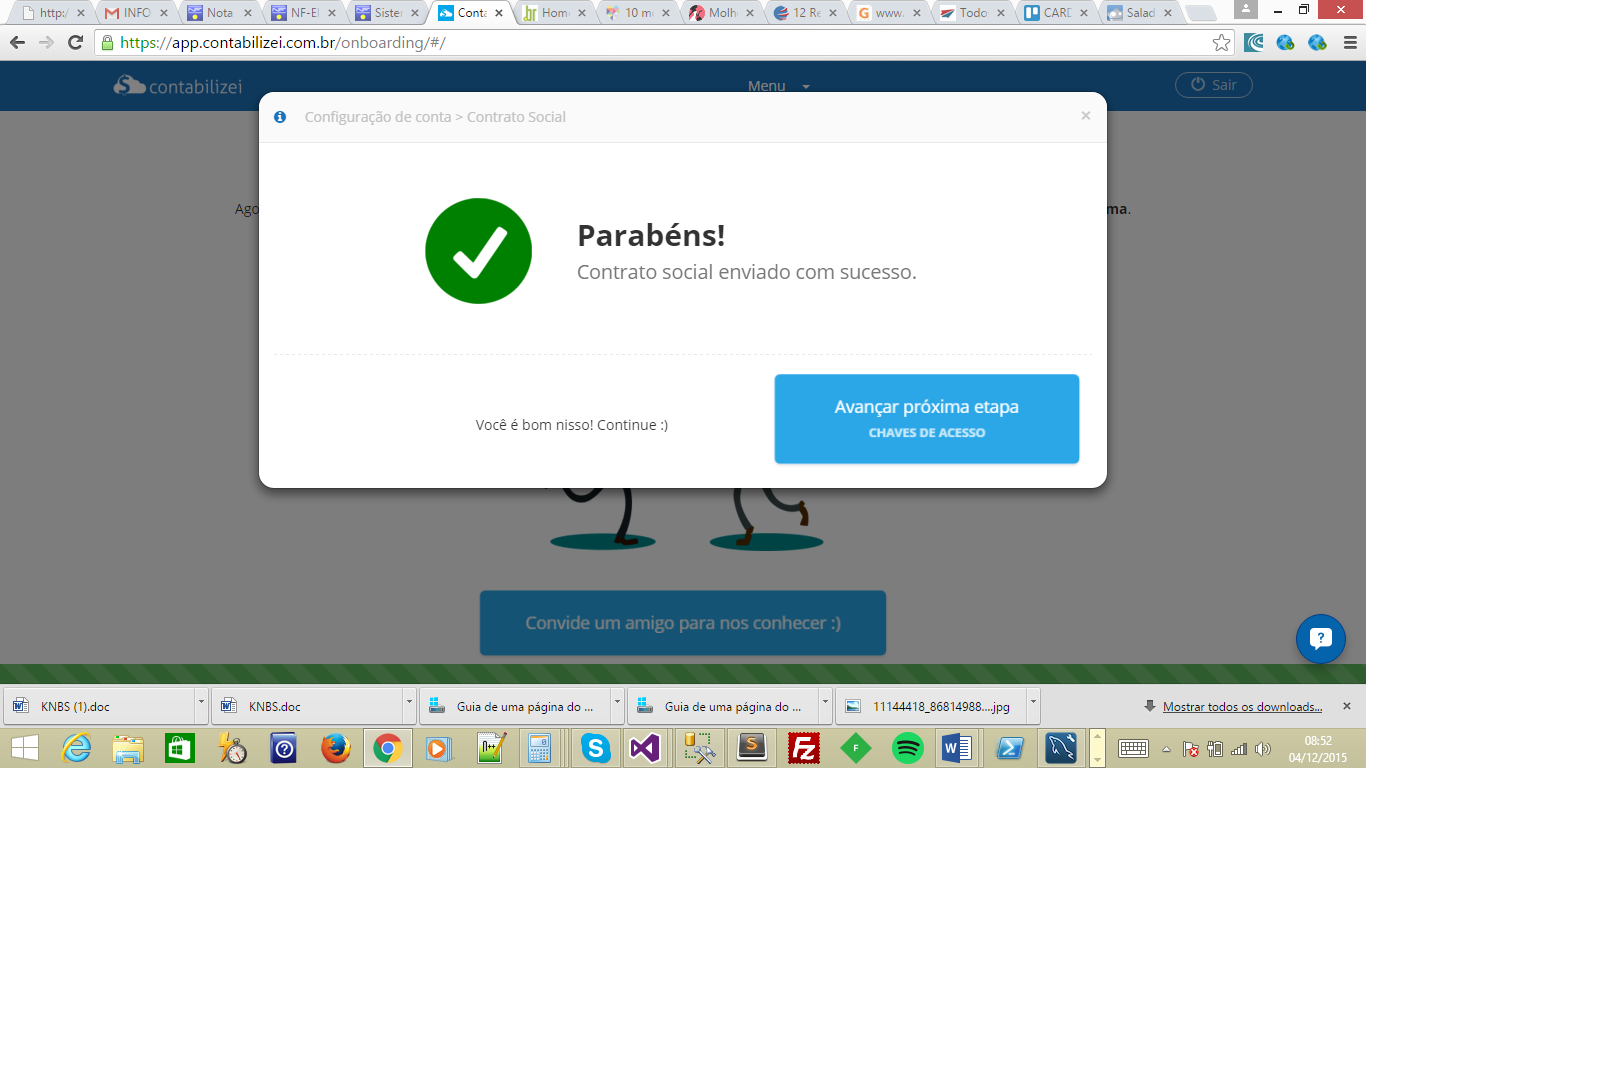 http:/
INFO
Nota
NF-El
Siste
Conta
Hom
10 m
Molh
12 Re
www.
Todo
CARD
Salad
https://app.contabilizei.com.br/onboarding/#/
contabilizei
Menu
Sair
Configuração de conta > Contrato Social
Ago
ma.
Parabéns!
Contrato social enviado com sucesso.
Você é bom nisso! Continue :)
Avançar próxima etapa
CHAVES DE ACESSO
Convide um amigo para nos conhecer :)
KNBS (1).doc
KNBS.doc
Guia de uma página do ...
Guia de uma página do ...
11144418_86814988....jpg
Mostrar todos os downloads...
08:52
04/12/2015